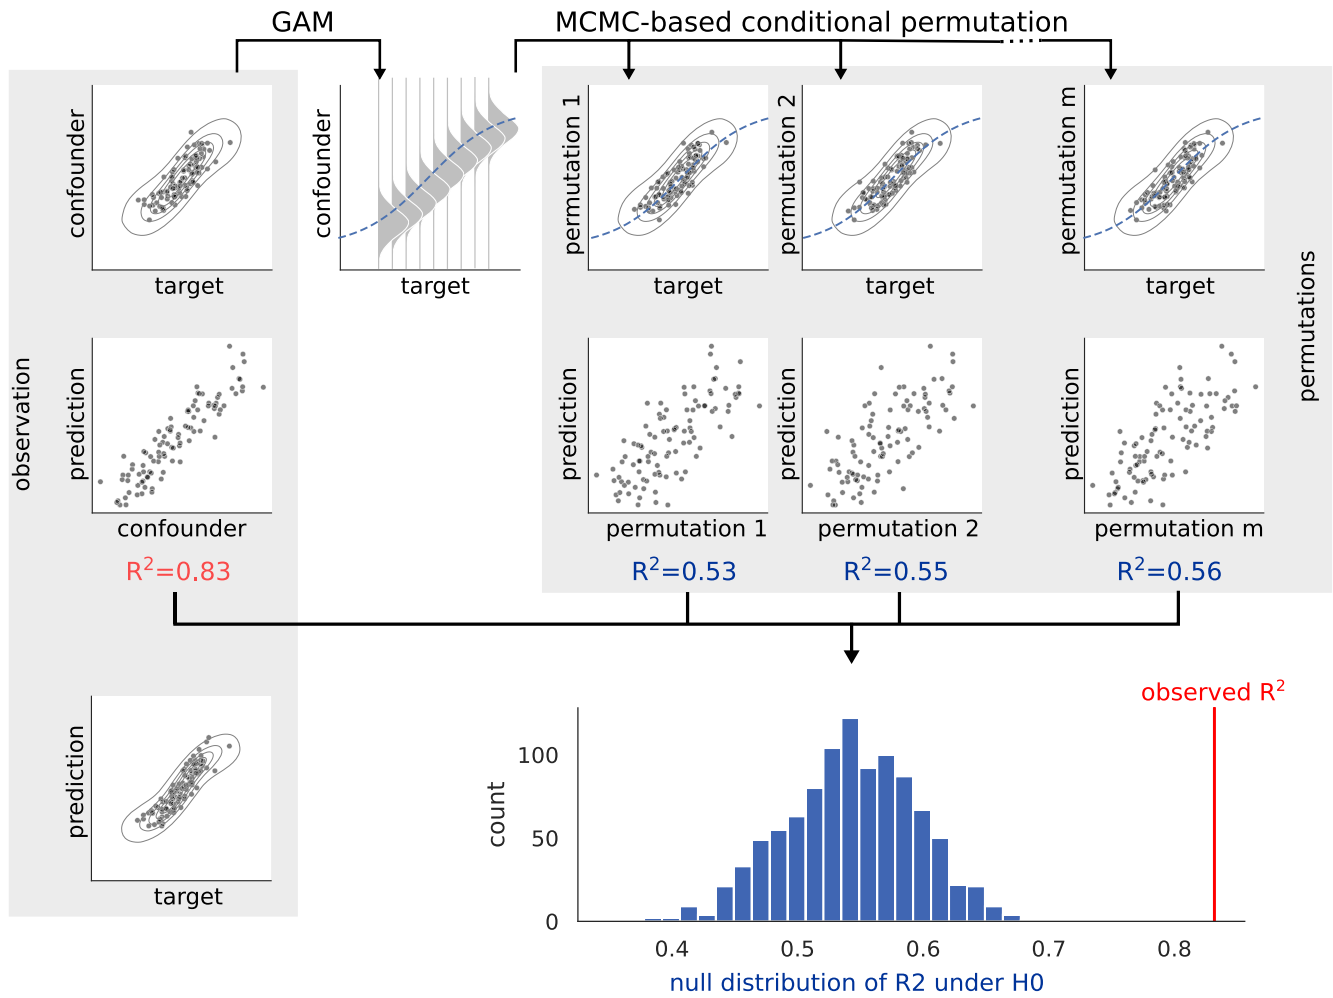 GAM
MCMC-based conditional permutation
confounder
target
confounder
target
permutation 1
target
permutation 2
target
permutation m
target
permutations
observation
prediction
confounder
R²=0.83
prediction
permutation 1
R²=0.53
prediction
permutation 2
R²=0.55
prediction
permutation m
R²=0.56
prediction
target
observed R²
count
100
50
0
0.4
0.5
0.6
0.7
0.8
null distribution of R2 under H0